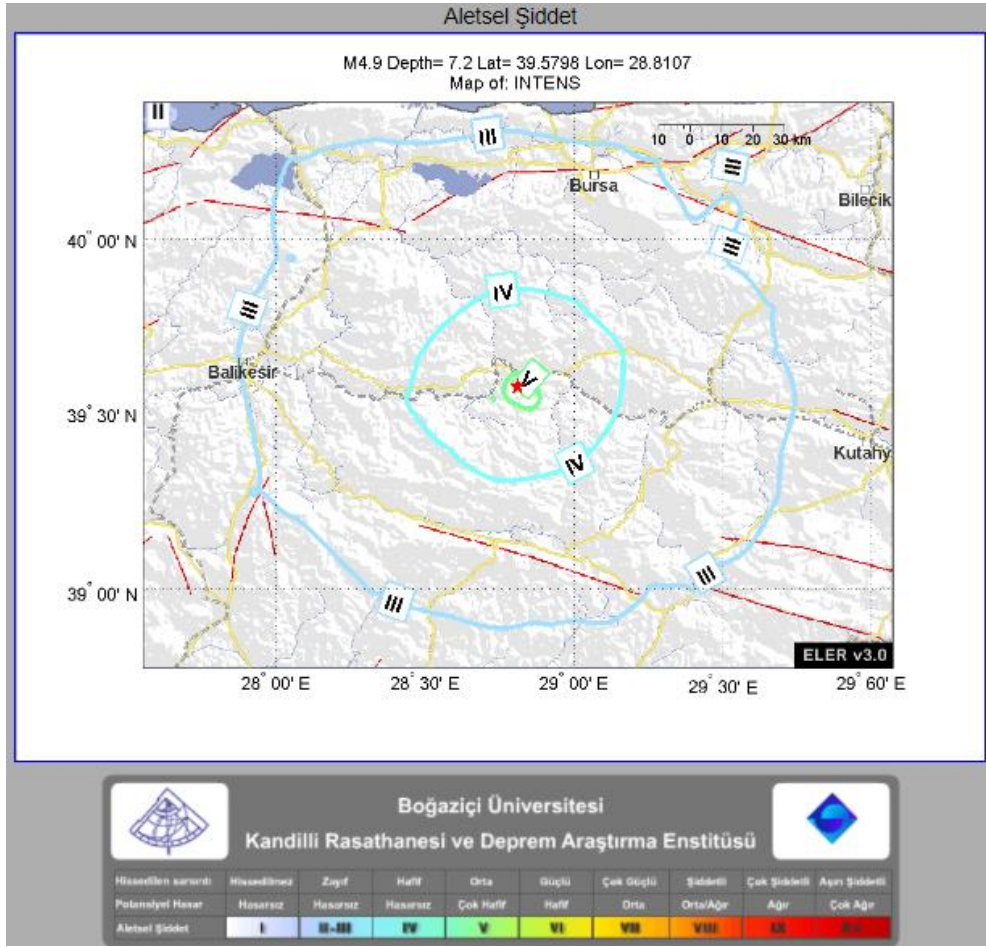 Aletsel Şiddet
M4.9 Depth= 7.2 Lat= 39.5798 Lon= 28.8107
Map of: INTENS
II
III
10 0 10 20 30 km
III
Bursa
Bilecik
40° 00' N
III
IV
III
Balikesir
V
39° 30' N
IV
Kutahy
III
39° 00' N
III
ELER v3.0
28° 00' E 28° 30' E 29° 00' E 29° 30' E 29° 60' E
Boğaziçi Üniversitesi
Kandilli Rasathanesi ve Deprem Araştırma Enstitüsü
Hissedilen sarsıntı Hissedilmez Zayıf Hafif Orta Güçlü Çok Güçlü Şiddetli Çok Şiddetli Aşırı Şiddetli
Potansiyel Hasar Hasarsız Hasarsız Hasarsız Çok Hafif Hafif Orta Orta/Ağır Ağır Çok Ağır
Aletsel Şiddet I II-III IV V VI VII VIII IX